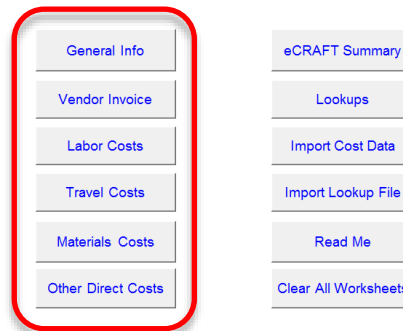 General Info
Vendor Invoice
Labor Costs
Travel Costs
Materials Costs
Other Direct Costs
eCRAFT Summary
Lookups
Import Cost Data
Import Lookup File
Read Me
Clear All Worksheets